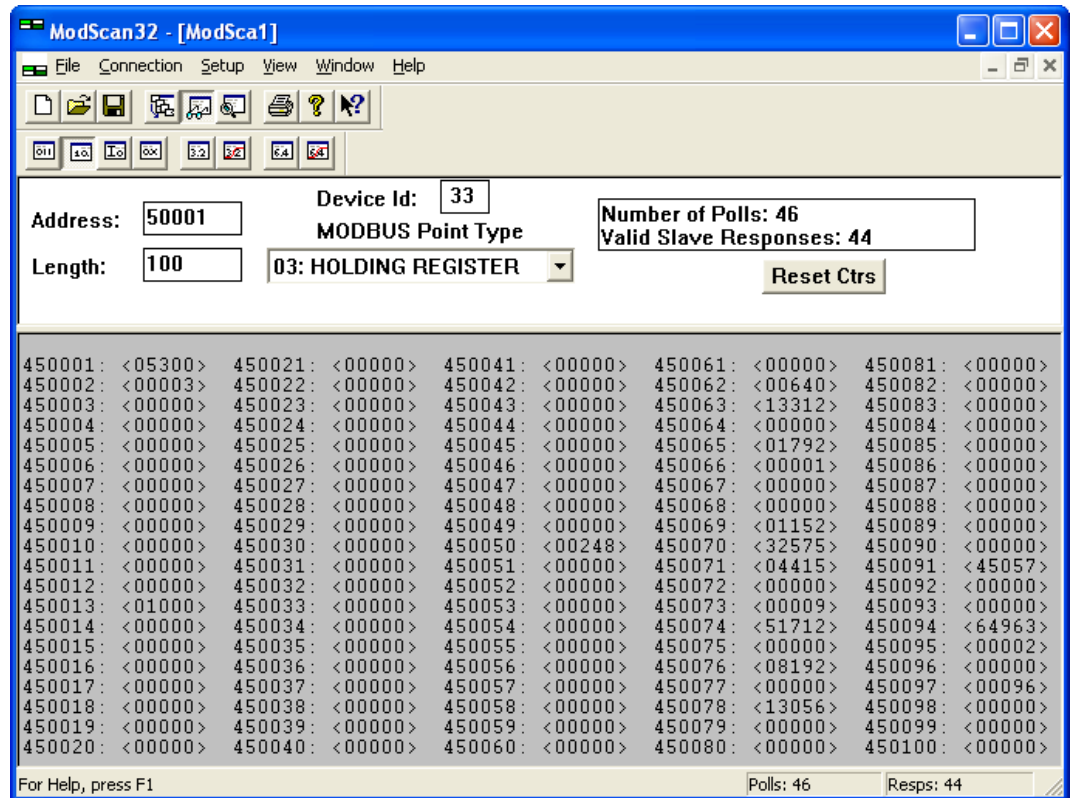 ModScan32 - [ModSca1]
File Connection Setup View Window Help
Address: 50001
Length: 100
Device Id: 33
MODBUS Point Type
03: HOLDING REGISTER
Number of Polls: 46
Valid Slave Responses: 44
Reset Ctrs
450001: <05300> 450021: <00000> 450041: <00000> 450061: <00000> 450081: <00000>
450002: <00003> 450022: <00000> 450042: <00000> 450062: <00640> 450082: <00000>
450003: <00000> 450023: <00000> 450043: <00000> 450063: <13312> 450083: <00000>
450004: <00000> 450024: <00000> 450044: <00000> 450064: <00000> 450084: <00000>
450005: <00000> 450025: <00000> 450045: <00000> 450065: <01792> 450085: <00000>
450006: <00000> 450026: <00000> 450046: <00000> 450066: <00001> 450086: <00000>
450007: <00000> 450027: <00000> 450047: <00000> 450067: <00000> 450087: <00000>
450008: <00000> 450028: <00000> 450048: <00000> 450068: <00000> 450088: <00000>
450009: <00000> 450029: <00000> 450049: <00000> 450069: <01152> 450089: <00000>
450010: <00000> 450030: <00000> 450050: <00248> 450070: <32575> 450090: <00000>
450011: <00000> 450031: <00000> 450051: <00000> 450071: <04415> 450091: <45057>
450012: <00000> 450032: <00000> 450052: <00000> 450072: <00000> 450092: <00000>
450013: <01000> 450033: <00000> 450053: <00000> 450073: <00009> 450093: <00000>
450014: <00000> 450034: <00000> 450054: <00000> 450074: <51712> 450094: <64963>
450015: <00000> 450035: <00000> 450055: <00000> 450075: <00000> 450095: <00002>
450016: <00000> 450036: <00000> 450056: <00000> 450076: <08192> 450096: <00000>
450017: <00000> 450037: <00000> 450057: <00000> 450077: <00000> 450097: <00096>
450018: <00000> 450038: <00000> 450058: <00000> 450078: <13056> 450098: <00000>
450019: <00000> 450039: <00000> 450059: <00000> 450079: <00000> 450099: <00000>
450020: <00000> 450040: <00000> 450060: <00000> 450080: <00000> 450100: <00000>
For Help, press F1
Polls: 46
Resps: 44